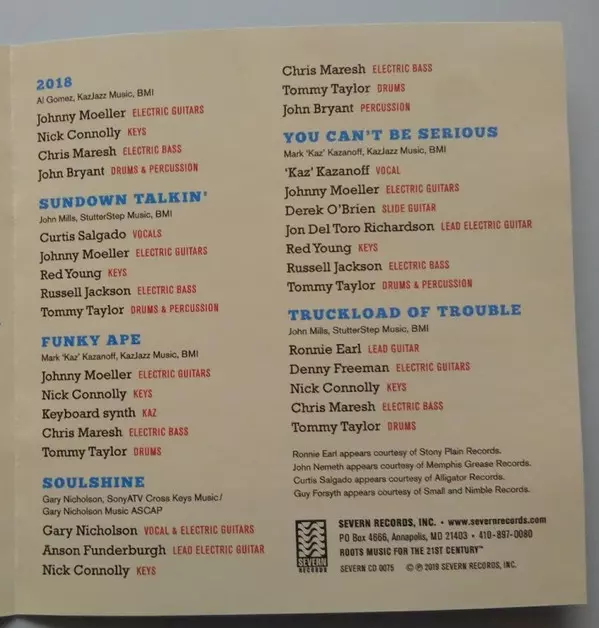 2018
Al Gomez, KazJazz Music, BMI
Johnny Moeller ELECTRIC GUITARS
Nick Connolly KEYS
Chris Maresh ELECTRIC BASS
John Bryant DRUMS & PERCUSSION
SUNDOWN TALKIN'
John Mills, StutterStep Music, BMI
Curtis Salgado VOCALS
Johnny Moeller ELECTRIC GUITARS
Red Young KEYS
Russell Jackson ELECTRIC BASS
Tommy Taylor DRUMS & PERCUSSION
FUNKY APE
Mark 'Kaz' Kazanoff, KazJazz Music, BMI
Johnny Moeller ELECTRIC GUITARS
Nick Connolly KEYS
Keyboard synth KAZ
Chris Maresh ELECTRIC BASS
Tommy Taylor DRUMS
SOULSHINE
Gary Nicholson, SonyATV Cross Keys Music/
Gary Nicholson Music ASCAP
Gary Nicholson VOCAL & ELECTRIC GUITARS
Anson Funderburgh LEAD ELECTRIC GUITAR
Nick Connolly KEYS
Chris Maresh ELECTRIC BASS
Tommy Taylor DRUMS
John Bryant PERCUSSION
YOU CAN'T BE SERIOUS
Mark 'Kaz' Kazanoff, KazJazz Music, BMI
'Kaz' Kazanoff VOCAL
Johnny Moeller ELECTRIC GUITARS
Derek O'Brien SLIDE GUITAR
Jon Del Toro Richardson LEAD ELECTRIC GUITAR
Red Young KEYS
Russell Jackson ELECTRIC BASS
Tommy Taylor DRUMS & PERCUSSION
TRUCKLOAD OF TROUBLE
John Mills, StutterStep Music, BMI
Ronnie Earl LEAD GUITAR
Denny Freeman ELECTRIC GUITARS
Nick Connolly KEYS
Chris Maresh ELECTRIC BASS
Tommy Taylor DRUMS
Ronnie Earl appears courtesy of Stony Plain Records.
John Nemeth appears courtesy of Memphis Grease Records.
Curtis Salgado appears courtesy of Alligator Records.
Guy Forsyth appears courtesy of Small and Nimble Records.
SEVERN RECORDS
SEVERN RECORDS, INC. • www.severnrecords.com
PO Box 4666, Annapolis, MD 21403 • 410-897-0080
ROOTS MUSIC FOR THE 21ST CENTURY™
SEVERN CD 0075 ©℗ 2019 SEVERN RECORDS, INC.